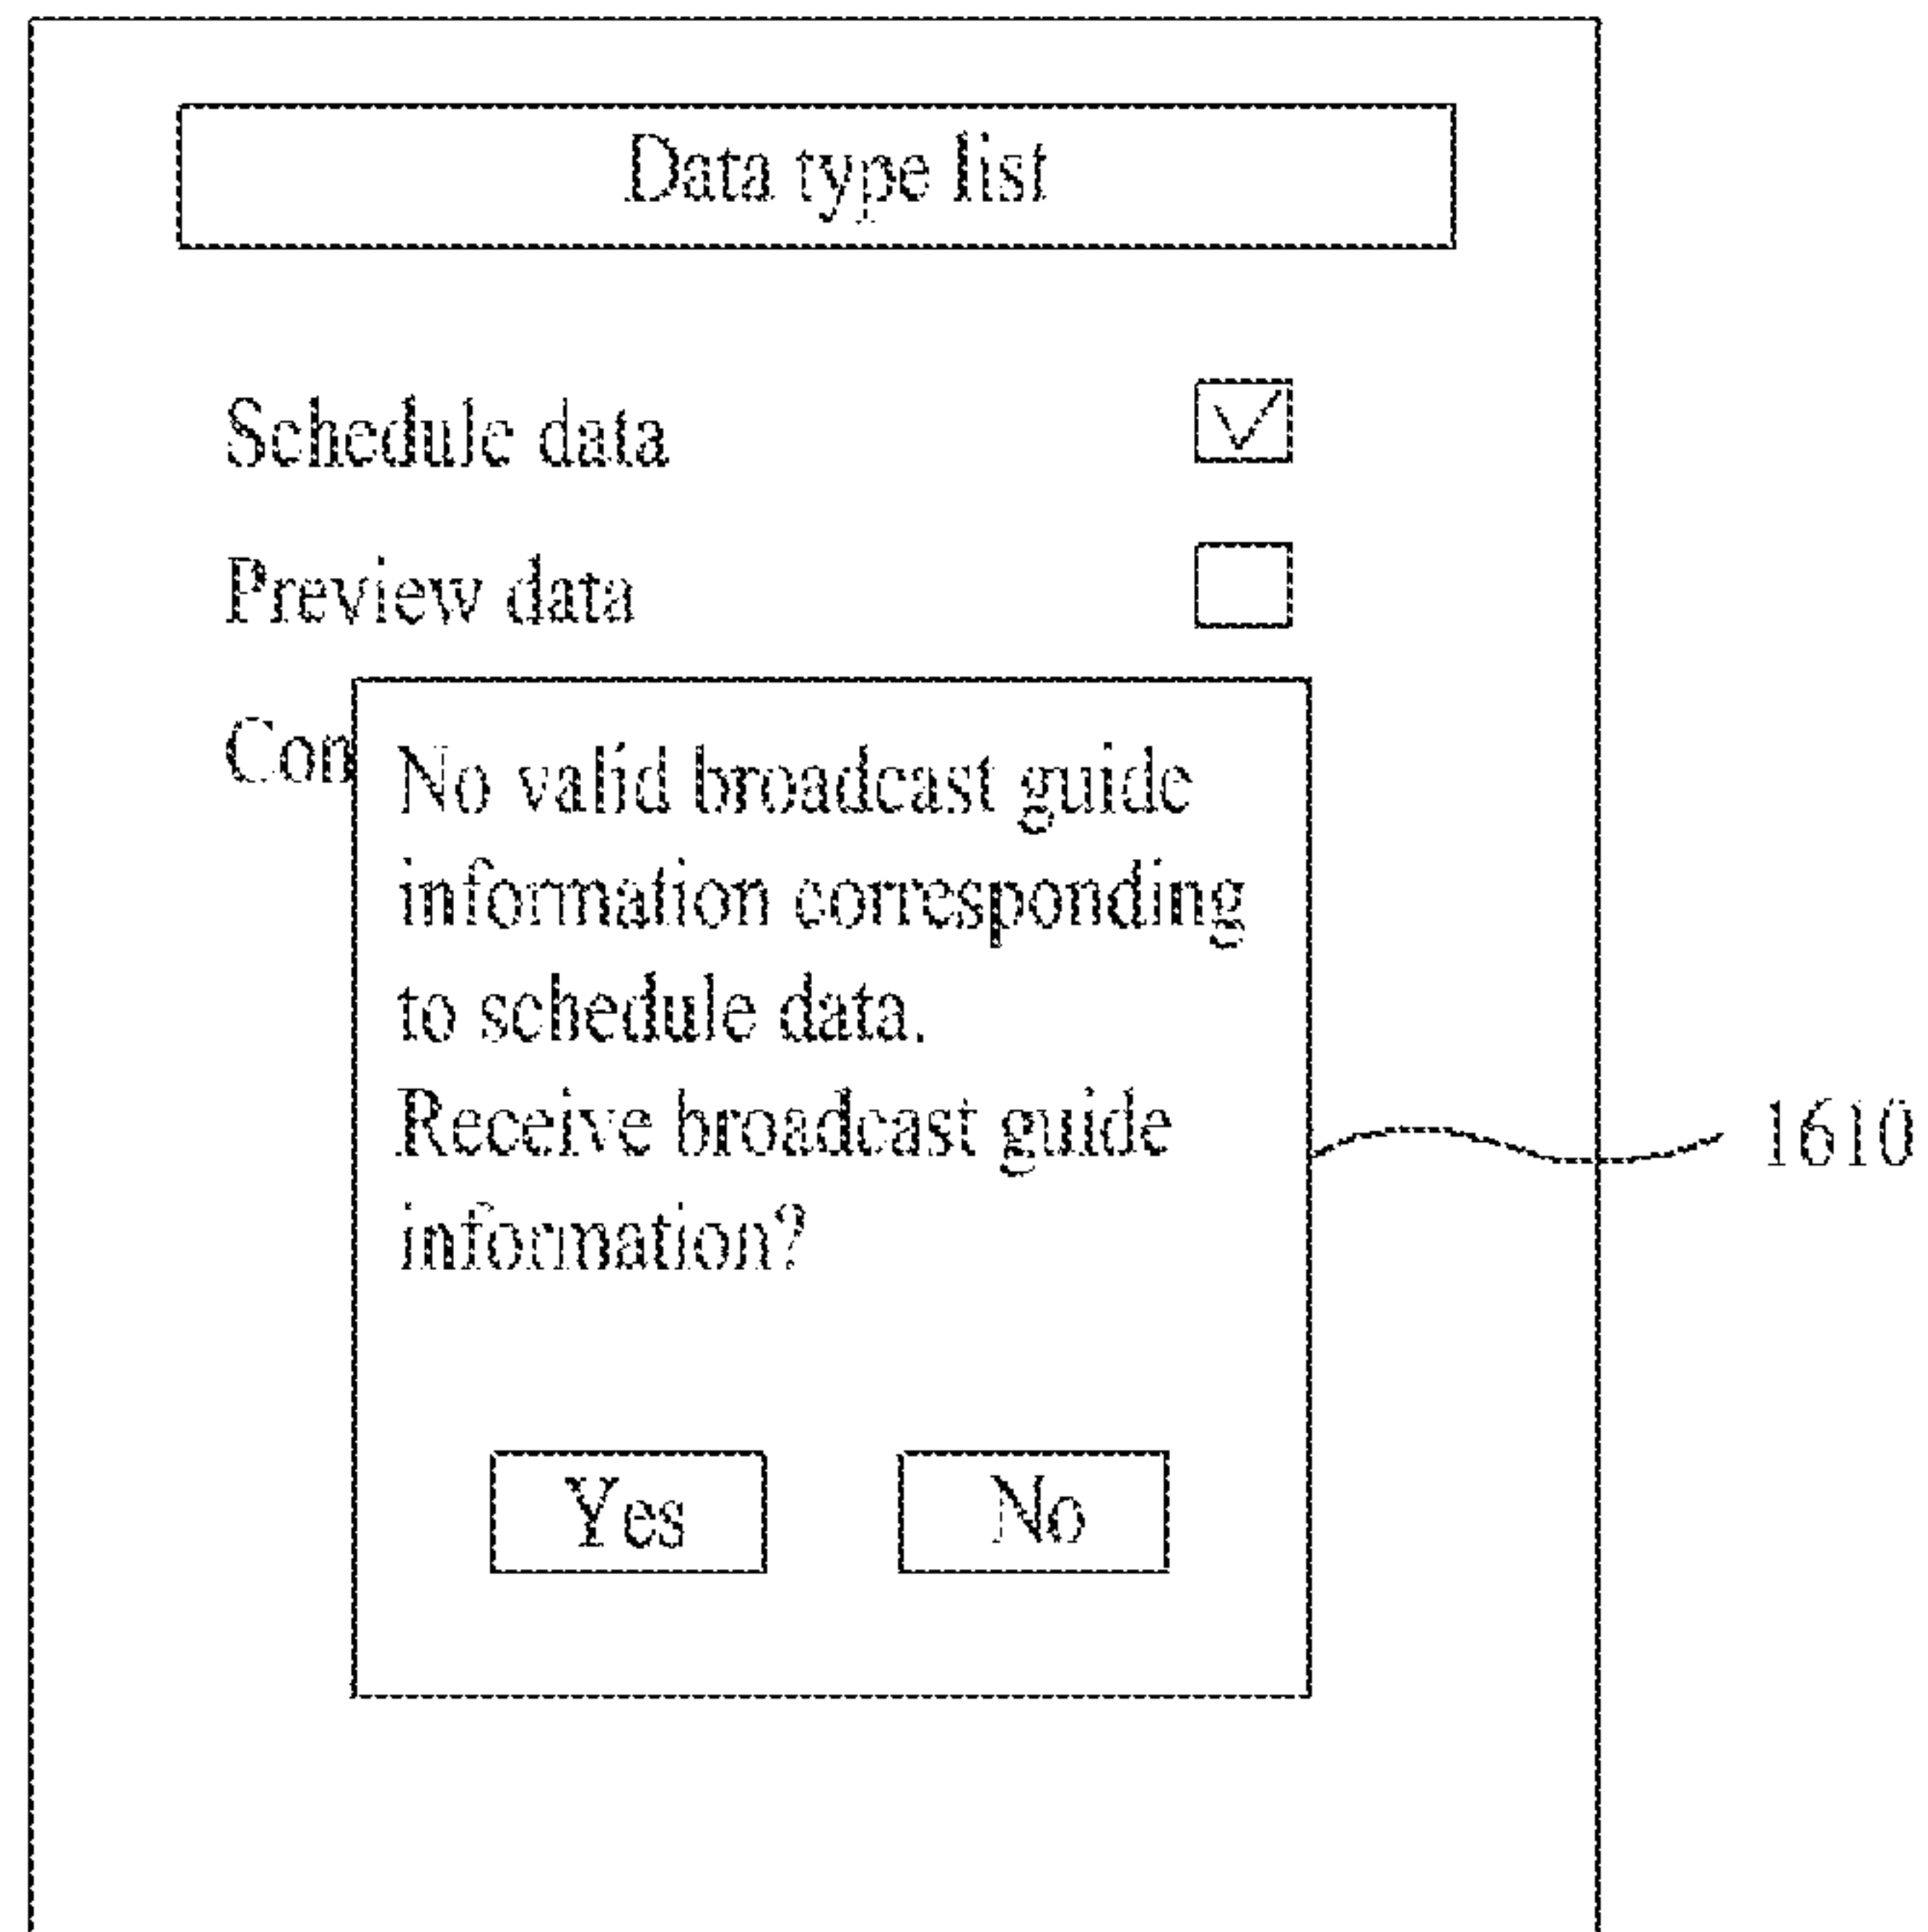 Data type list
Schedule data
Preview data
Con
No valid broadcast guide
information corresponding
to schedule data.
Receive broadcast guide
information?
1610
Yes
No